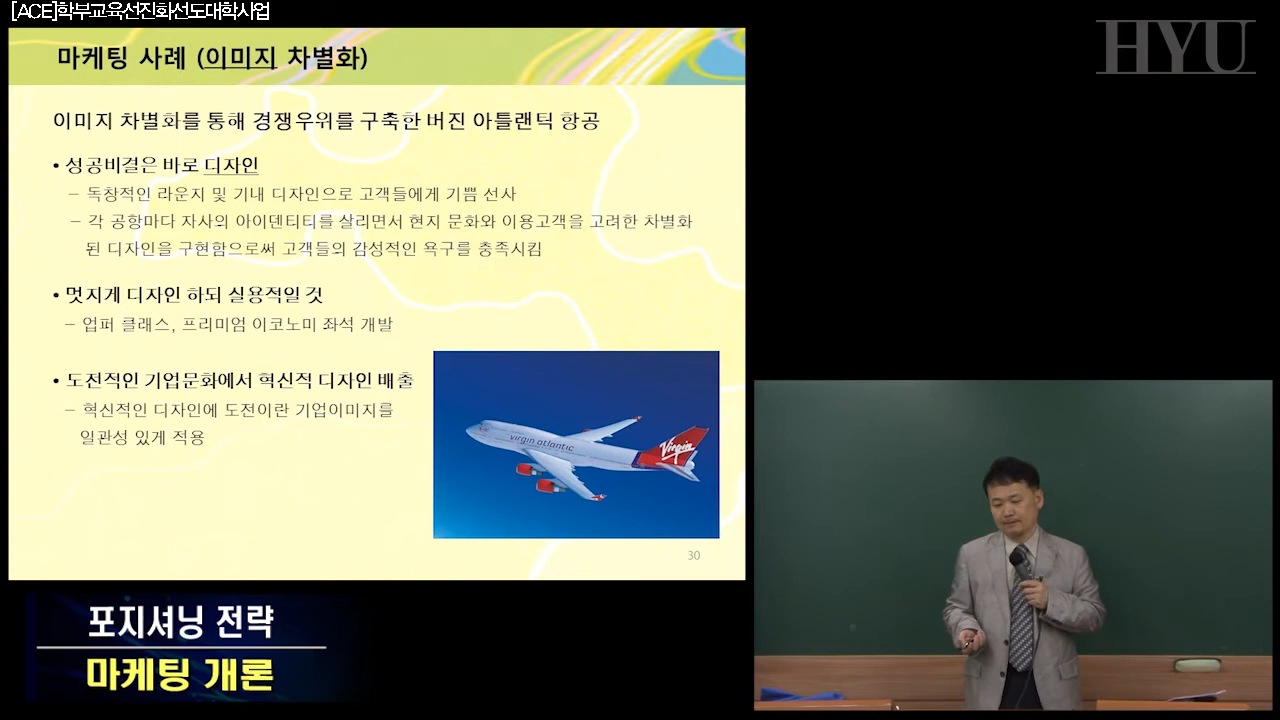 [ACE]학부교육선진화선도대학사업
HYU
마케팅 사례 (이미지 차별화)
이미지 차별화를 통해 경쟁우위를 구축한 버진 아틀랜틱 항공
• 성공비결은 바로 디자인
– 독창적인 라운지 및 기내 디자인으로 고객들에게 기쁨 선사
– 각 공항마다 자사의 아이덴티티를 살리면서 현지 문화와 이용고객을 고려한 차별화
된 디자인을 구현함으로써 고객들의 감성적인 욕구를 충족시킴
• 멋지게 디자인 하되 실용적일 것
– 업퍼 클래스, 프리미엄 이코노미 좌석 개발
• 도전적인 기업문화에서 혁신적 디자인 배출
– 혁신적인 디자인에 도전이란 기업이미지를
일관성 있게 적용
virgin atlantic
Virgin
30
포지셔닝 전략
마케팅 개론